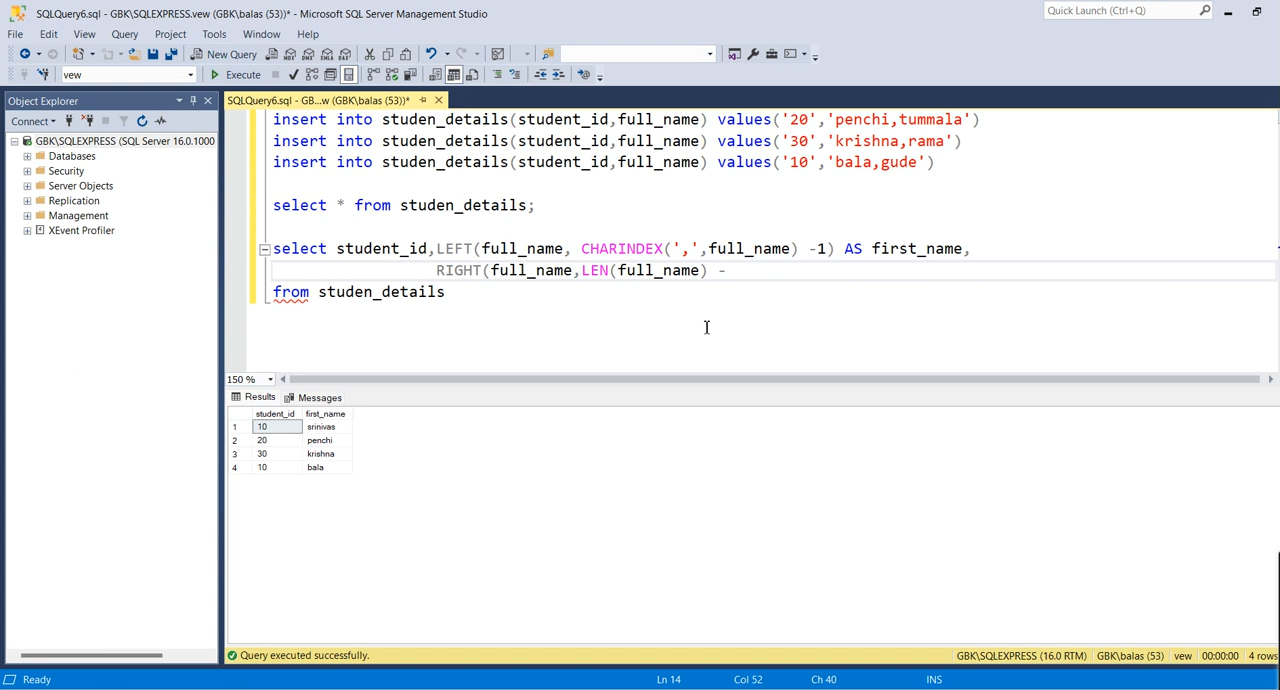 SQLQuery6.sql - GBK\SQLEXPRESS.vew (GBK\balas (53))* - Microsoft SQL Server Management Studio
Quick Launch (Ctrl+Q)
File Edit View Query Project Tools Window Help
New Query
MDX DMX XMLA DAX
vew
Execute
Object Explorer
SQLQuery6.sql - GB...w (GBK\balas (53))*
Connect
GBK\SQLEXPRESS (SQL Server 16.0.1000
Databases
Security
Server Objects
Replication
Management
XEvent Profiler
insert into studen_details(student_id,full_name) values('20','penchi,tummala')
insert into studen_details(student_id,full_name) values('30','krishna,rama')
insert into studen_details(student_id,full_name) values('10','bala,gude')
select * from studen_details;
select student_id,LEFT(full_name, CHARINDEX(',',full_name) -1) AS first_name,
RIGHT(full_name,LEN(full_name) -
from studen_details
150 %
Results Messages
student_id first_name
1 10 srinivas
2 20 penchi
3 30 krishna
4 10 bala
Query executed successfully.
GBK\SQLEXPRESS (16.0 RTM) GBK\balas (53) vew 00:00:00 4 rows
Ready
Ln 14 Col 52 Ch 40 INS